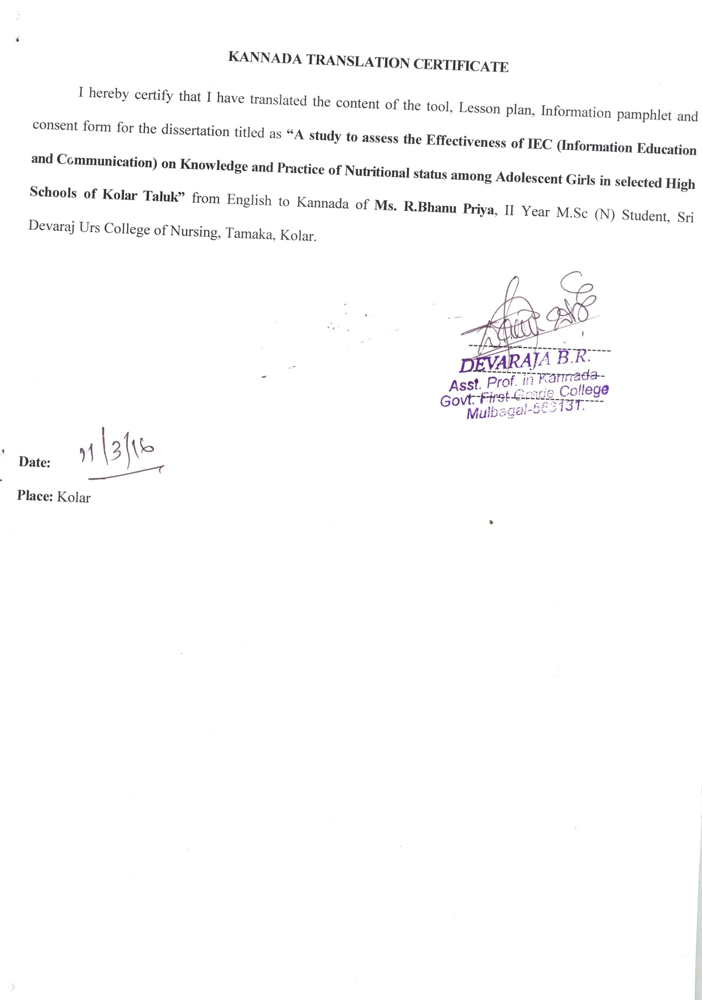 KANNADA TRANSLATION CERTIFICATE
I hereby certify that I have translated the content of the tool, Lesson plan, Information pamphlet and
consent form for the dissertation titled as “A study to assess the Effectiveness of IEC (Information Education
and Communication) on Knowledge and Practice of Nutritional status among Adolescent Girls in selected High
Schools of Kolar Taluk” from English to Kannada of Ms. R.Bhanu Priya, II Year M.Sc (N) Student, Sri
Devaraj Urs College of Nursing, Tamaka, Kolar.
DEVARAJA B.R.
Asst. Prof. in Kannada
Govt. First Grade College
Mulbagal-563131.
Date: 11/3/16
Place: Kolar